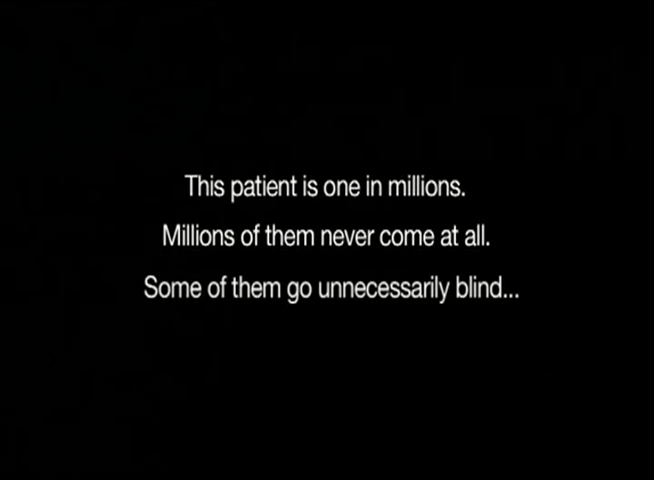 This patient is one in millions.
Millions of them never come at all.
Some of them go unnecessarily blind...